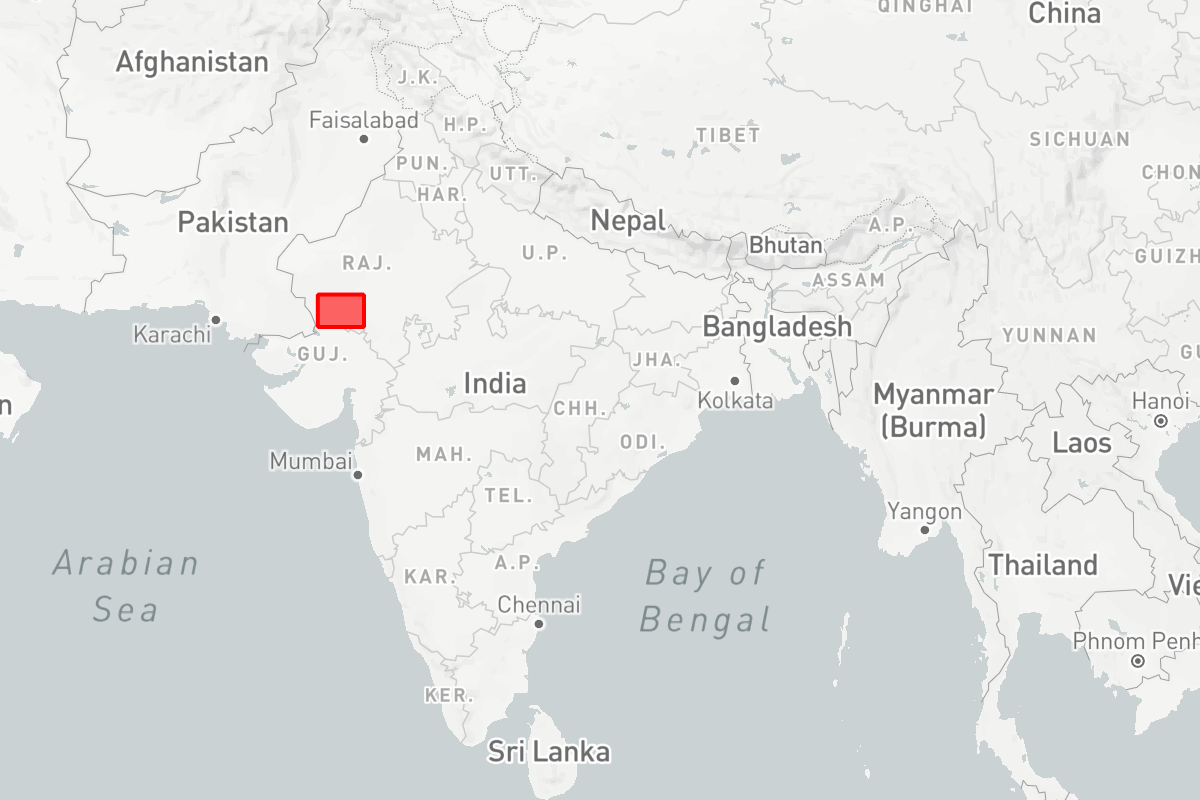 QINGHAI
China
Afghanistan
J.K.
Faisalabad
H.P.
TIBET
SICHUAN
PUN.
UTT.
CHON
HAR.
Pakistan
Nepal
A.P.
Bhutan
U.P.
RAJ.
GUIZH
ASSAM
Karachi
Bangladesh
YUNNAN
GUJ.
JHA.
GU
India
Kolkata
Myanmar
(Burma)
Hanoi
n
CHH.
ODI.
Laos
MAH.
Mumbai
TEL.
Yangon
Arabian
Sea
A.P.
KAR.
Bay of
Bengal
Thailand
Vie
Chennai
Phnom Penh
KER.
Sri Lanka